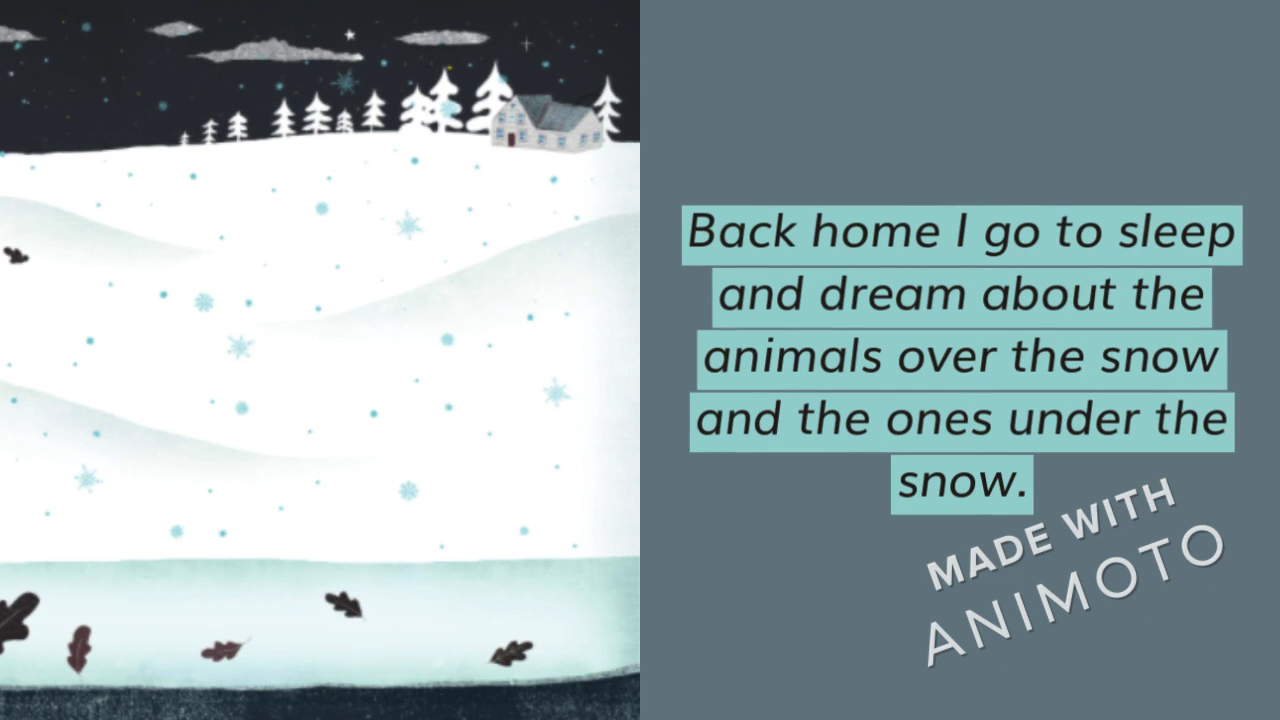 Back home I go to sleep
and dream about the
animals over the snow
and the ones under the
snow.
MADE WITH
ANIMOTO